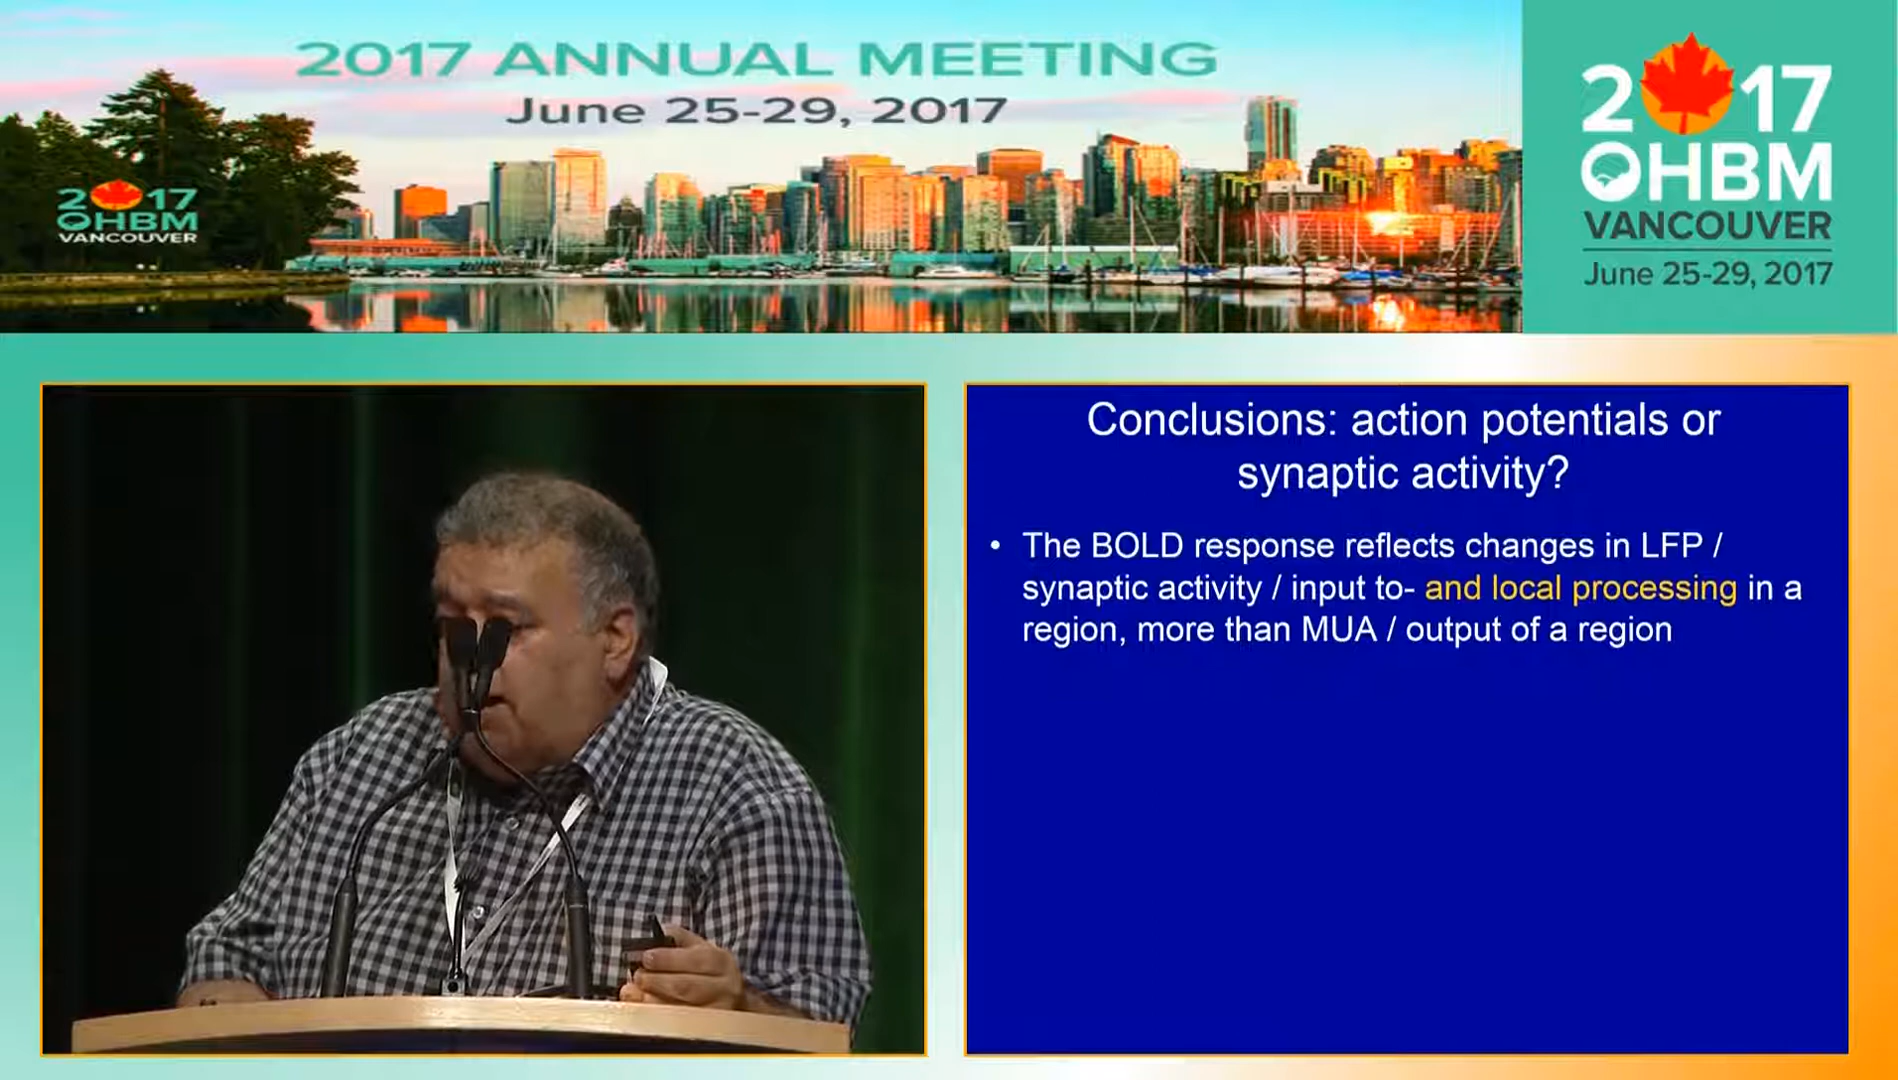 2017 ANNUAL MEETING
June 25-29, 2017
2017
OHBM
VANCOUVER
2017
OHBM
VANCOUVER
June 25-29, 2017
Conclusions: action potentials or
synaptic activity?
• The BOLD response reflects changes in LFP /
synaptic activity / input to- and local processing in a
region, more than MUA / output of a region